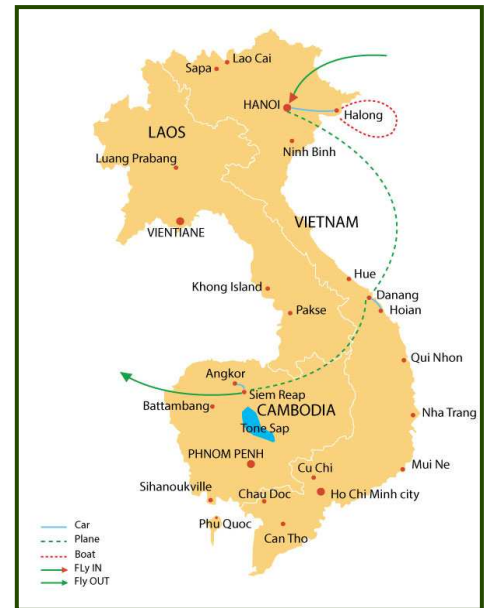 Lao Cai
Sapa
HANOI
Halong
LAOS
Ninh Binh
Luang Prabang
VIETNAM
VIENTIANE
Hue
Khong Island
Danang
Hoian
Pakse
Qui Nhon
Angkor
Siem Reap
Battambang
CAMBODIA
Nha Trang
Tone Sap
PHNOM PENH
Cu Chi
Mui Ne
Sihanoukville
Chau Doc
Ho Chi Minh city
Phu Quoc
Can Tho
Car
Plane
Boat
FLy IN
Fly OUT